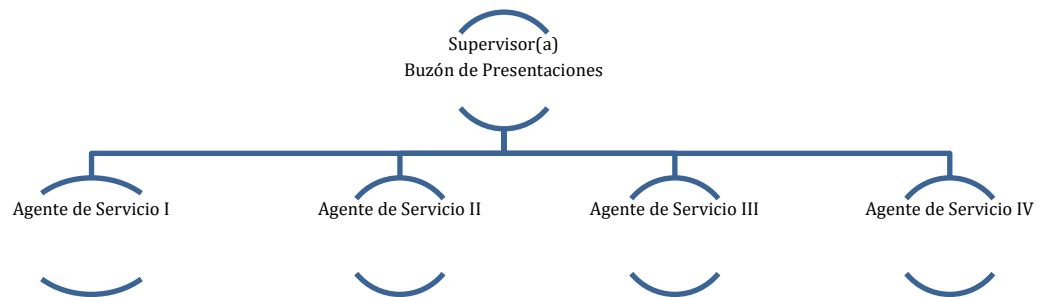 Supervisor(a)
Buzón de Presentaciones
Agente de Servicio I
Agente de Servicio II
Agente de Servicio III
Agente de Servicio IV